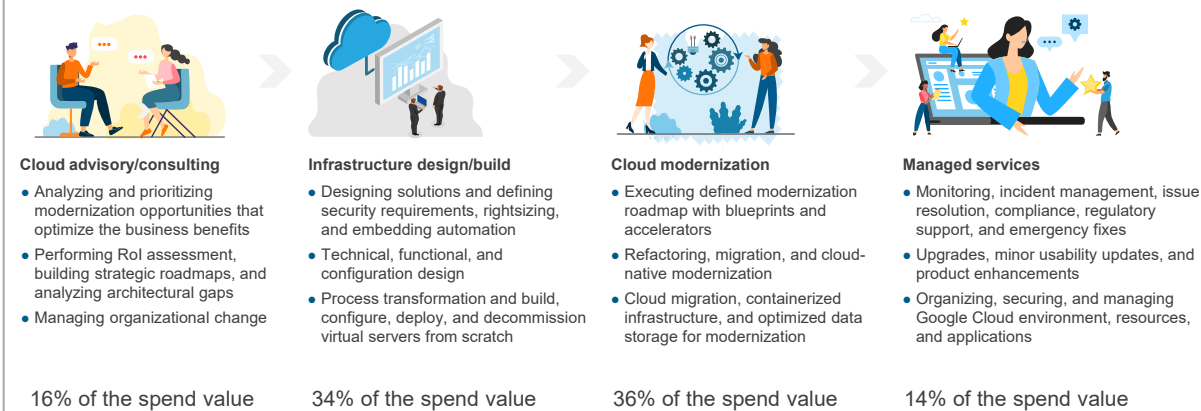 Cloud advisory/consulting
• Analyzing and prioritizing
modernization opportunities that
optimize the business benefits
• Performing RoI assessment,
building strategic roadmaps, and
analyzing architectural gaps
• Managing organizational change
16% of the spend value
Infrastructure design/build
• Designing solutions and defining
security requirements, rightsizing,
and embedding automation
• Technical, functional, and
configuration design
• Process transformation and build,
configure, deploy, and decommission
virtual servers from scratch
34% of the spend value
Cloud modernization
• Executing defined modernization
roadmap with blueprints and
accelerators
• Refactoring, migration, and cloud-
native modernization
• Cloud migration, containerized
infrastructure, and optimized data
storage for modernization
36% of the spend value
Managed services
• Monitoring, incident management, issue
resolution, compliance, regulatory
support, and emergency fixes
• Upgrades, minor usability updates, and
product enhancements
• Organizing, securing, and managing
Google Cloud environment, resources,
and applications
14% of the spend value